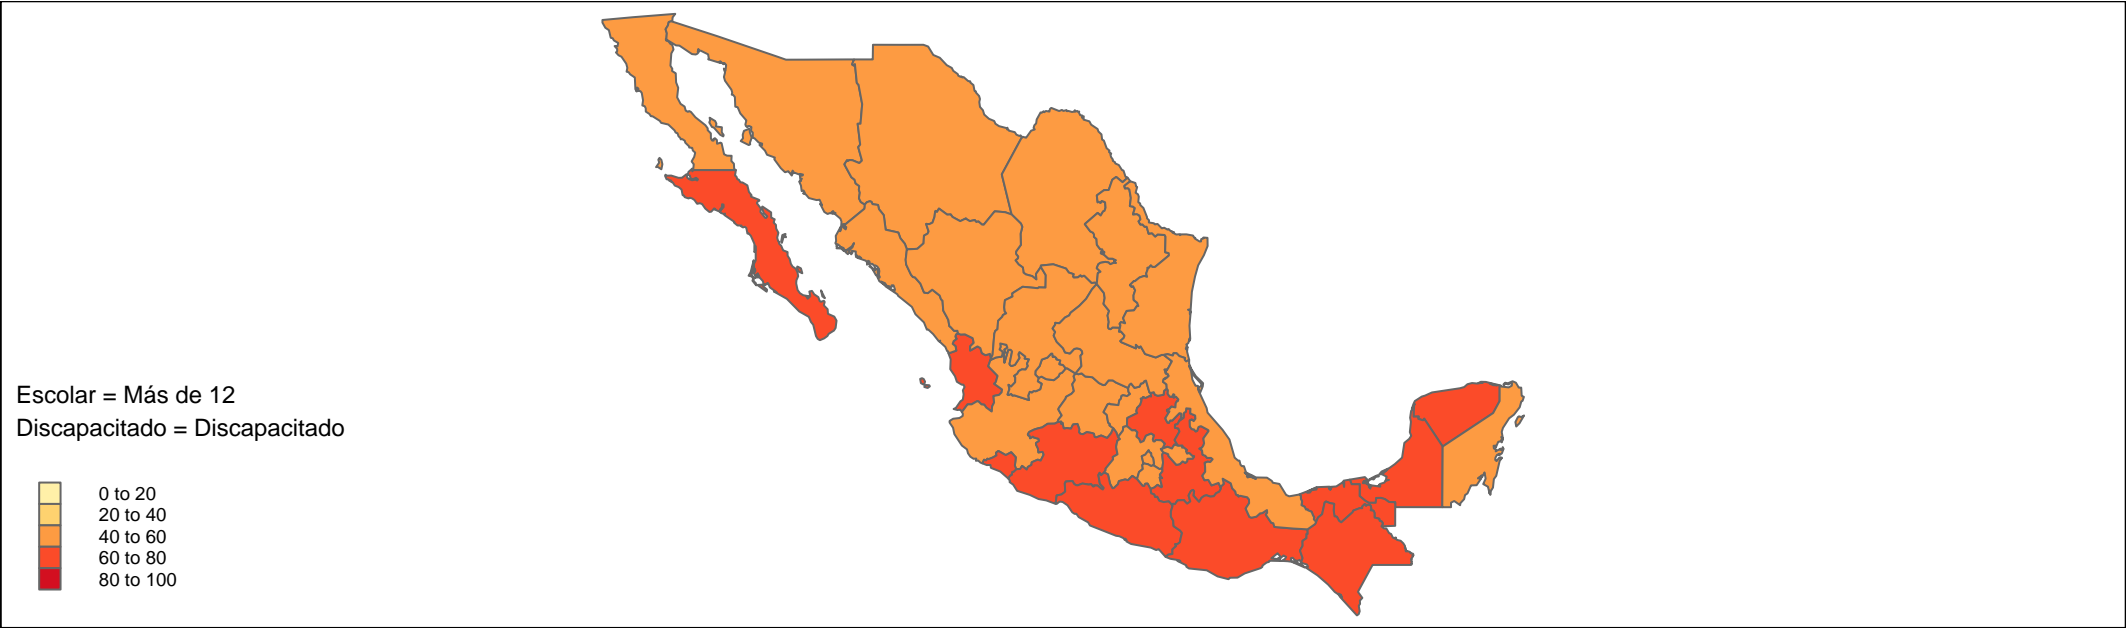 Escolar = Más de 12
Discapacitado = Discapacitado
0 to 20
20 to 40
40 to 60
60 to 80
80 to 100